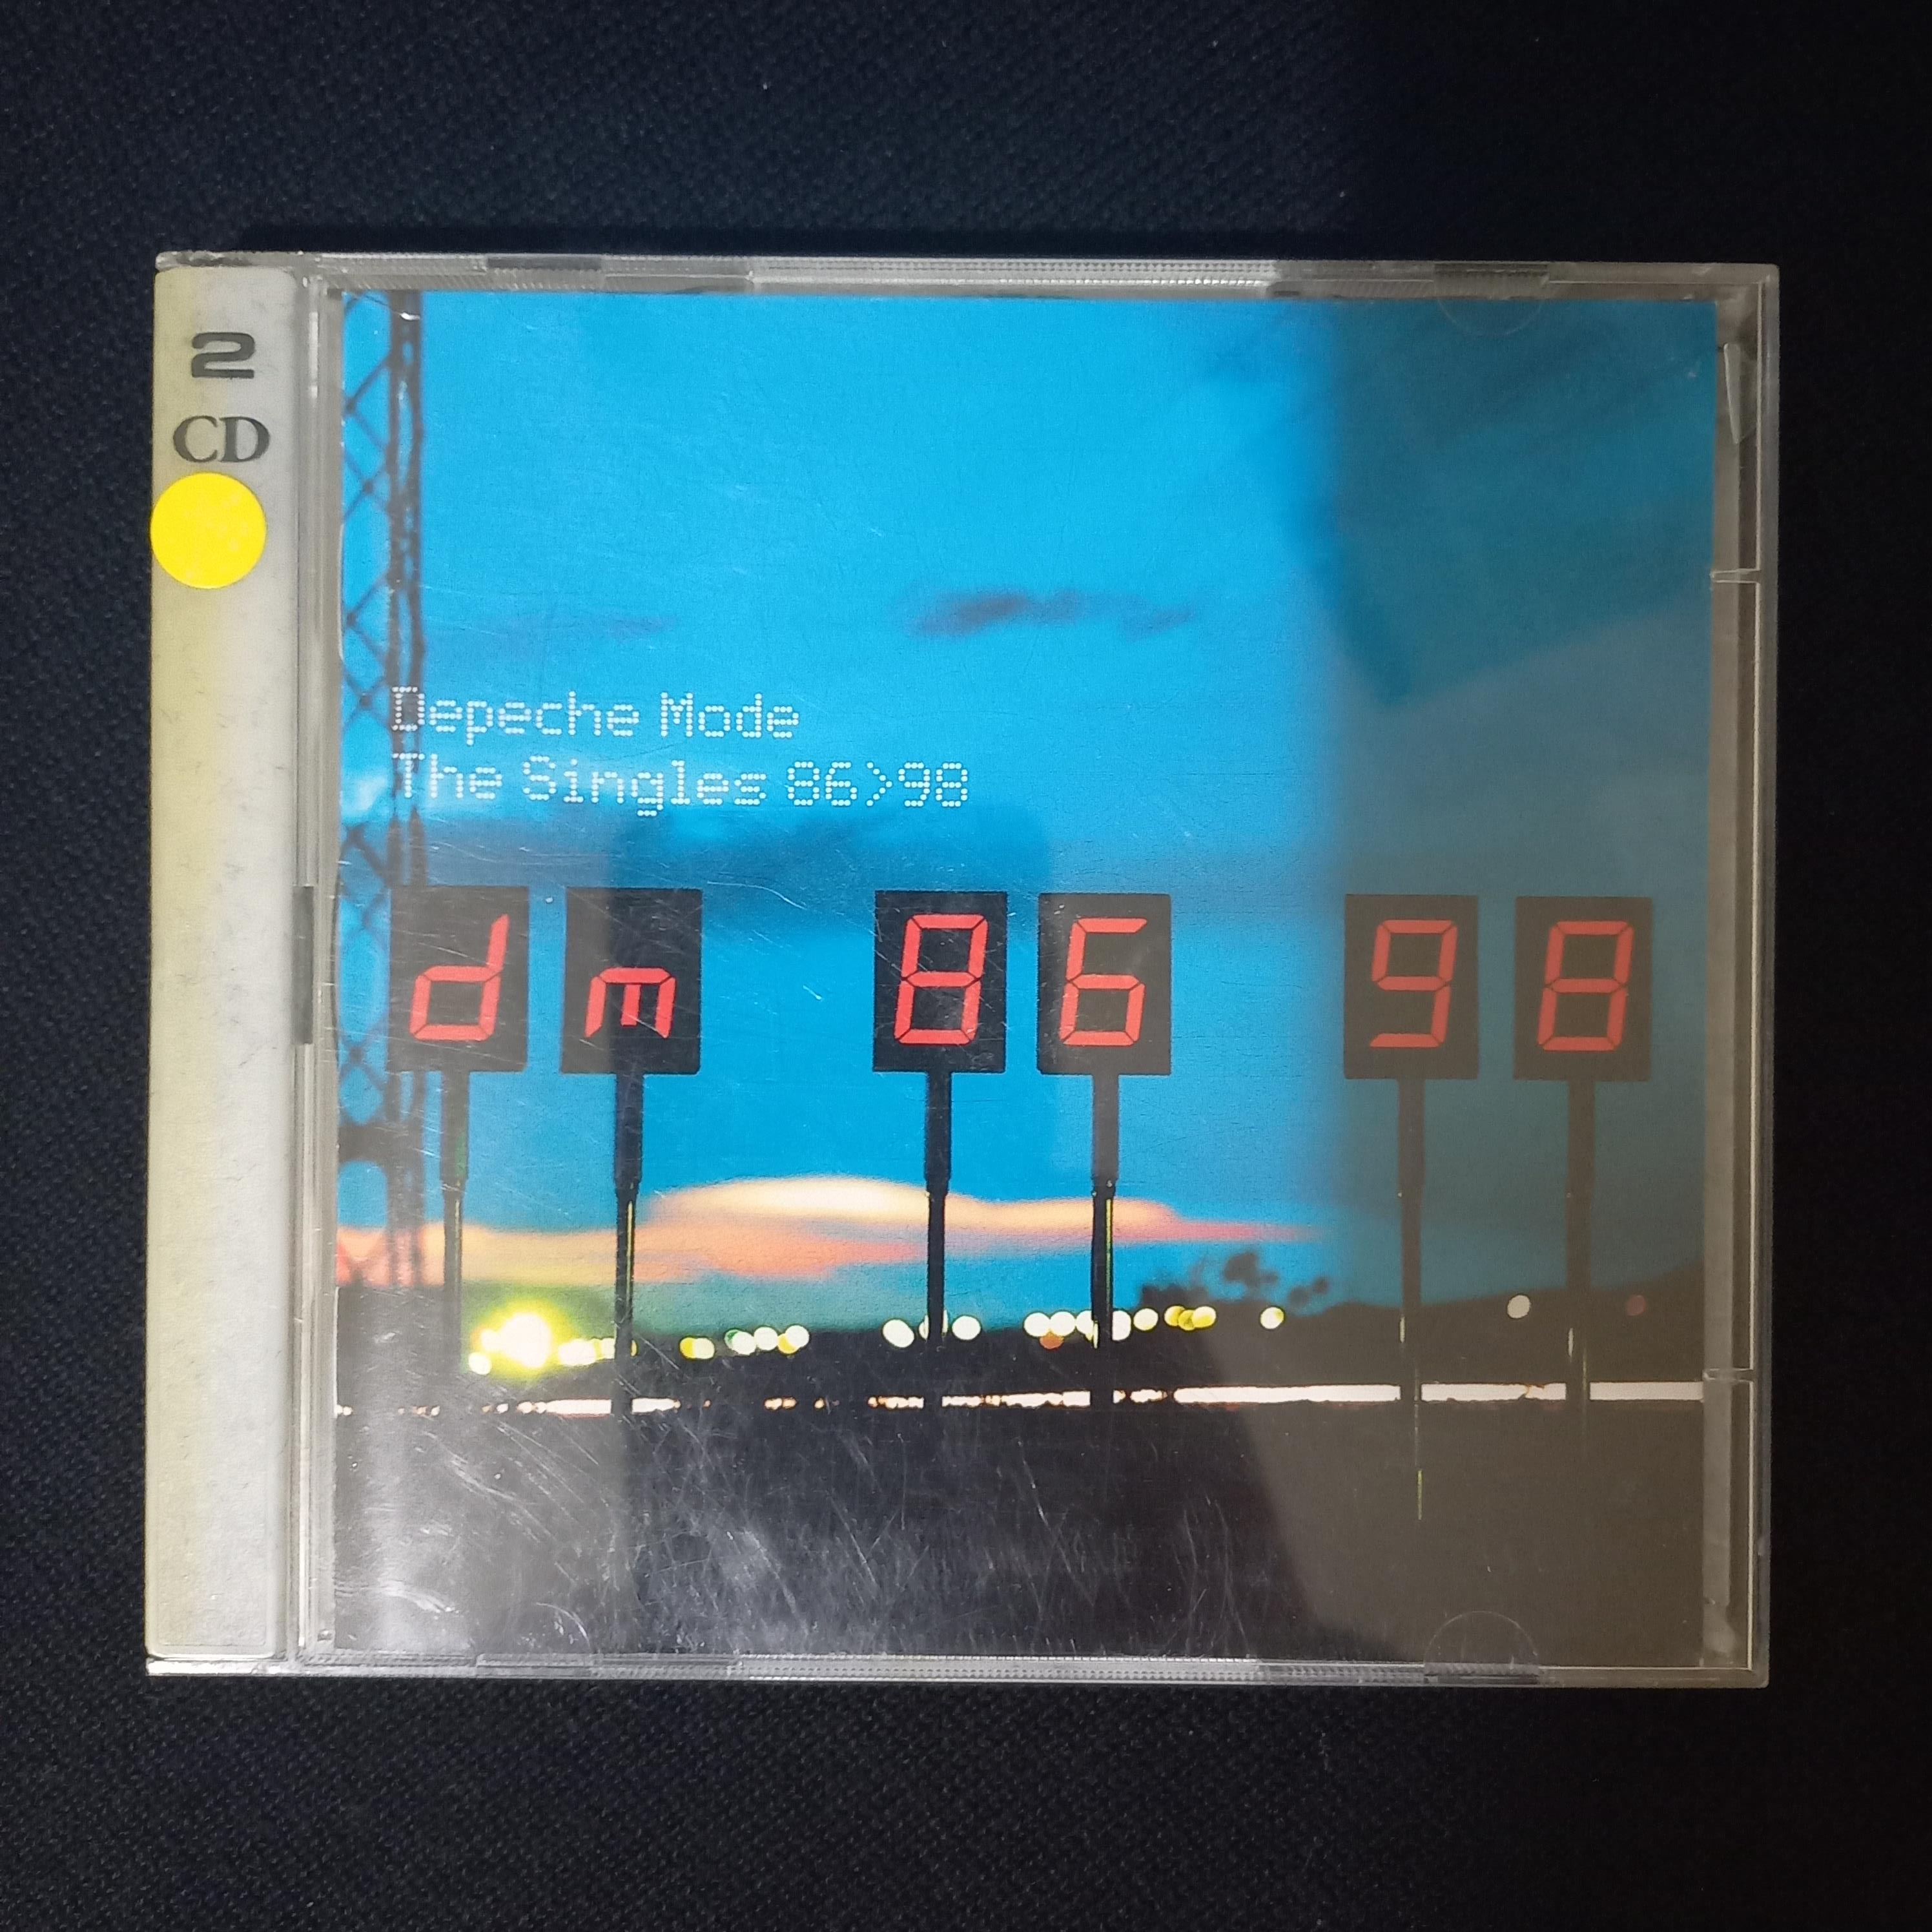 2
CD
Depeche Mode
The Singles 86>98
dm 86 98